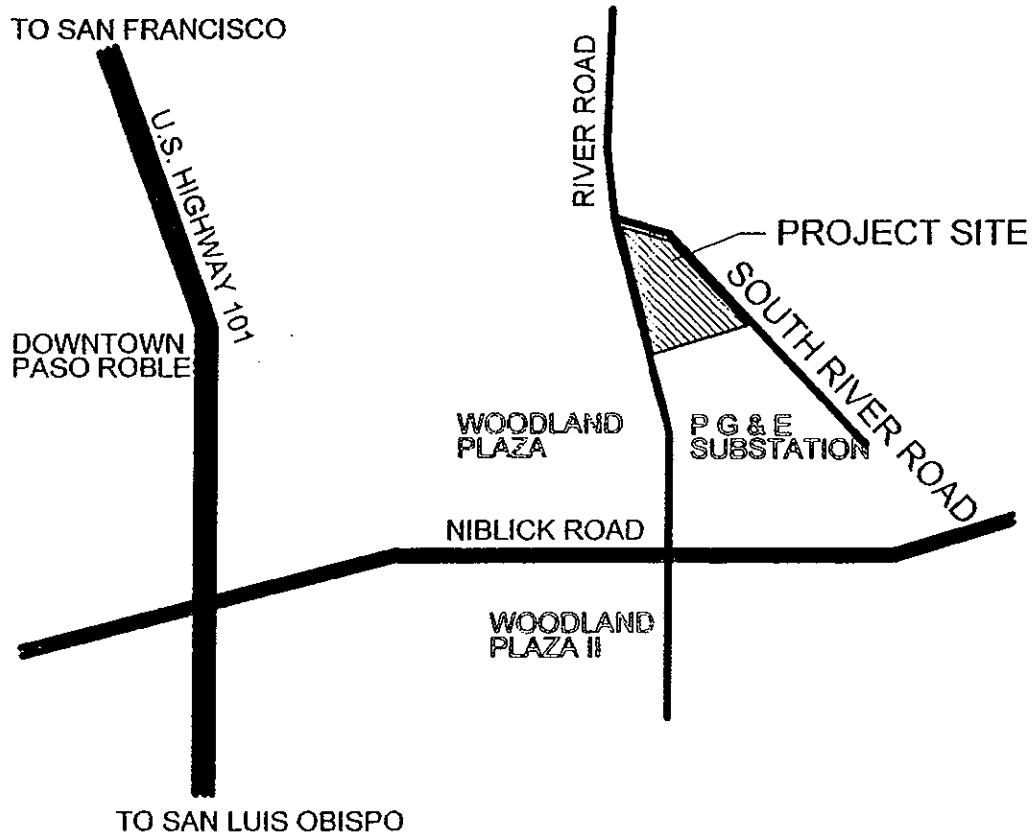 TO SAN FRANCISCO
U.S. HIGHWAY 101
RIVER ROAD
PROJECT SITE
SOUTH RIVER ROAD
DOWNTOWN
PASO ROBLE
WOODLAND
PLAZA
P G & E
SUBSTATION
NIBLICK ROAD
WOODLAND
PLAZA II
TO SAN LUIS OBISPO